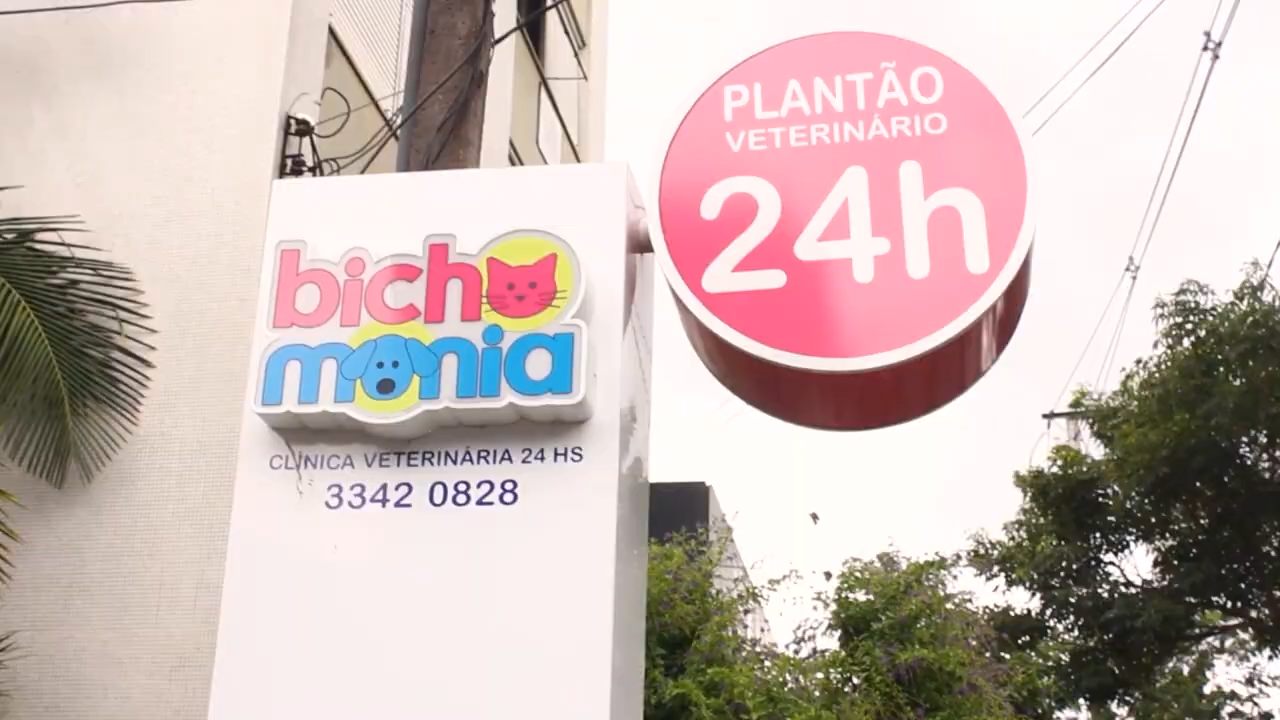 bicho
mania
CLÍNICA VETERINÁRIA 24 HS
3342 0828
PLANTÃO
VETERINÁRIO
24h